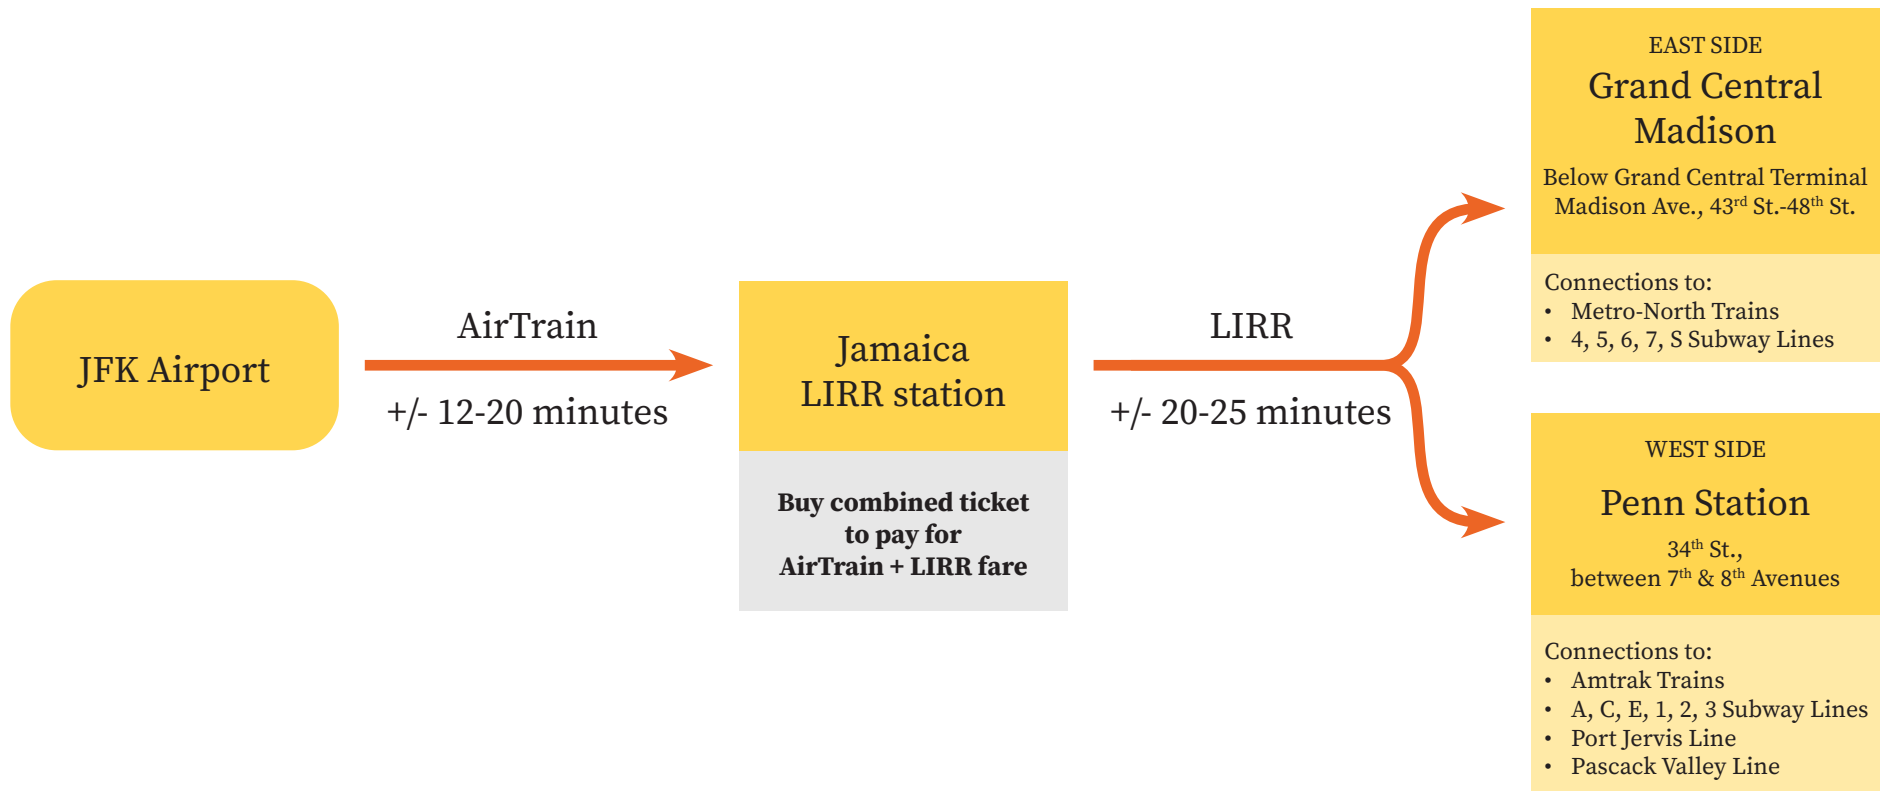 JFK Airport
AirTrain
+/- 12-20 minutes
Jamaica
LIRR station
Buy combined ticket
to pay for
AirTrain + LIRR fare
LIRR
+/- 20-25 minutes
EAST SIDE
Grand Central
Madison
Below Grand Central Terminal
Madison Ave., 43rd St.-48th St.
Connections to:
• Metro-North Trains
• 4, 5, 6, 7, S Subway Lines
WEST SIDE
Penn Station
34th St.,
between 7th & 8th Avenues
Connections to:
• Amtrak Trains
• A, C, E, 1, 2, 3 Subway Lines
• Port Jervis Line
• Pascack Valley Line